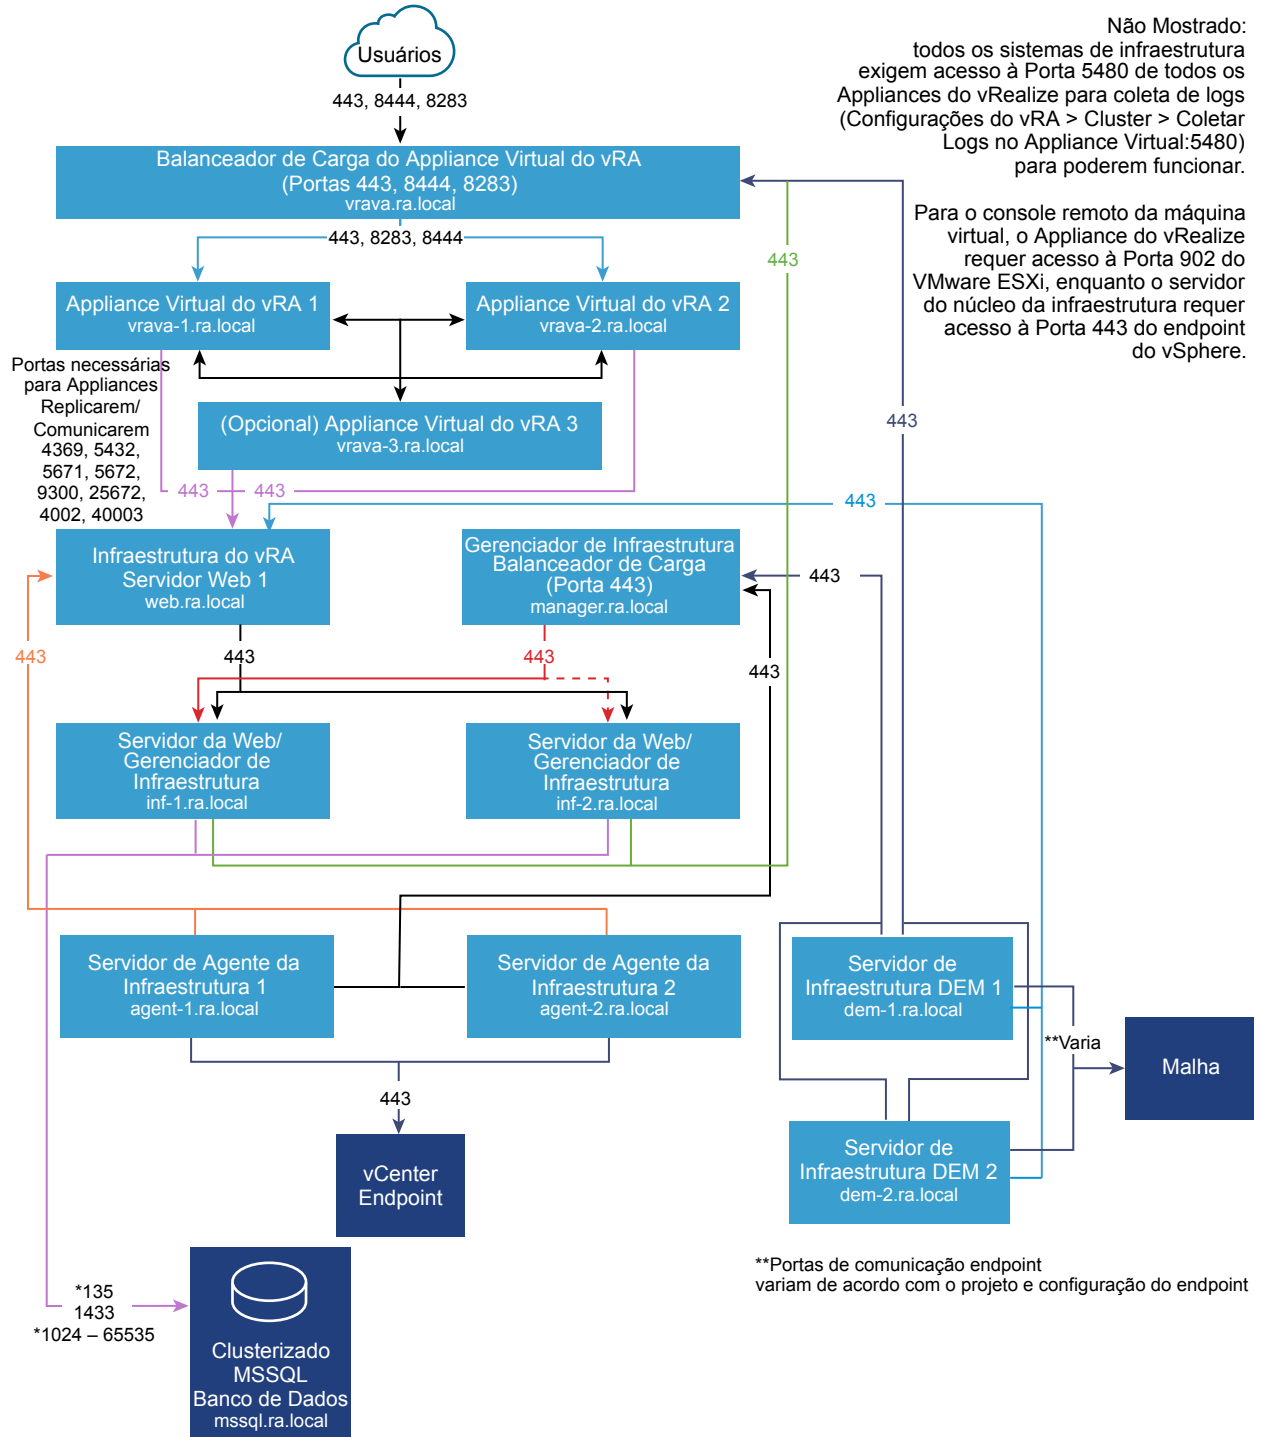 Usuários
443, 8444, 8283
Não Mostrado:
todos os sistemas de infraestrutura
exigem acesso à Porta 5480 de todos os
Appliances do vRealize para coleta de logs
(Configurações do vRA > Cluster > Coletar
Logs no Appliance Virtual:5480)
para poderem funcionar.
Para o console remoto da máquina
virtual, o Appliance do vRealize
requer acesso à Porta 902 do
VMware ESXi, enquanto o servidor
do núcleo da infraestrutura requer
acesso à Porta 443 do endpoint
do vSphere.
Balanceador de Carga do Appliance Virtual do vRA
(Portas 443, 8444, 8283)
vrava.ra.local
443, 8283, 8444
443
Appliance Virtual do vRA 1
vrava-1.ra.local
Appliance Virtual do vRA 2
vrava-2.ra.local
Portas necessárias
para Appliances
Replicarem/
Comunicarem
4369, 5432,
5671, 5672,
9300, 25672,
4002, 40003
(Opcional) Appliance Virtual do vRA 3
vrava-3.ra.local
443
443
443
443
Infraestrutura do vRA
Servidor Web 1
web.ra.local
Gerenciador de Infraestrutura
Balanceador de Carga
(Porta 443)
manager.ra.local
443
443
443
443
443
Servidor da Web/
Gerenciador de
Infraestrutura
inf-1.ra.local
Servidor da Web/
Gerenciador de
Infraestrutura
inf-2.ra.local
Servidor de Agente da
Infraestrutura 1
agent-1.ra.local
Servidor de Agente da
Infraestrutura 2
agent-2.ra.local
Servidor de
Infraestrutura DEM 1
dem-1.ra.local
**Varia
Malha
443
vCenter
Endpoint
Servidor de
Infraestrutura DEM 2
dem-2.ra.local
**Portas de comunicação endpoint
variam de acordo com o projeto e configuração do endpoint
*135
1433
*1024 – 65535
Clusterizado
MSSQL
Banco de Dados
mssql.ra.local